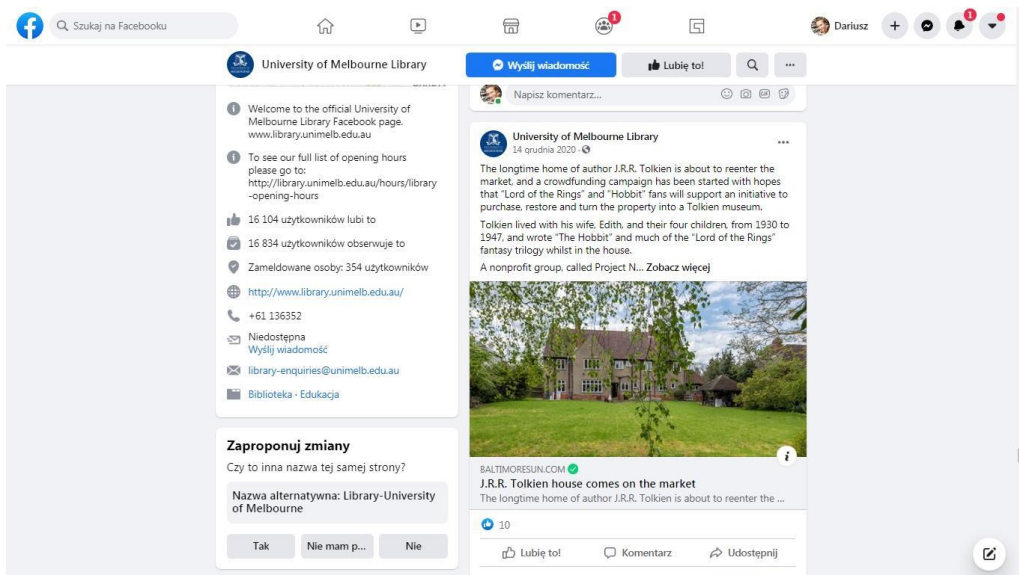 Szukaj na Facebooku
1
Dariusz
1
University of Melbourne Library
Wyślij wiadomość
Lubię to!
Welcome to the official University of
Melbourne Library Facebook page.
www.library.unimelb.edu.au
To see our full list of opening hours
please go to:
http://library.unimelb.edu.au/hours/library
-opening-hours
16 104 użytkowników lubi to
16 834 użytkowników obserwuje to
Zameldowane osoby: 354 użytkowników
http://www.library.unimelb.edu.au/
+61 136352
Niedostępna
Wyślij wiadomość
library-enquiries@unimelb.edu.au
Biblioteka · Edukacja
Zaproponuj zmiany
Czy to inna nazwa tej samej strony?
Nazwa alternatywna: Library-University
of Melbourne
Tak
Nie mam p...
Nie
Napisz komentarz...
University of Melbourne Library
14 grudnia 2020 ·
The longtime home of author J.R.R. Tolkien is about to reenter the
market, and a crowdfunding campaign has been started with hopes
that "Lord of the Rings" and "Hobbit" fans will support an initiative to
purchase, restore and turn the property into a Tolkien museum.
Tolkien lived with his wife, Edith, and their four children, from 1930 to
1947, and wrote "The Hobbit" and much of the "Lord of the Rings"
fantasy trilogy whilst in the house.
A nonprofit group, called Project N... Zobacz więcej
BALTIMORESUN.COM
J.R.R. Tolkien house comes on the market
The longtime home of author J.R.R. Tolkien is about to reenter the ...
10
Lubię to!
Komentarz
Udostępnij